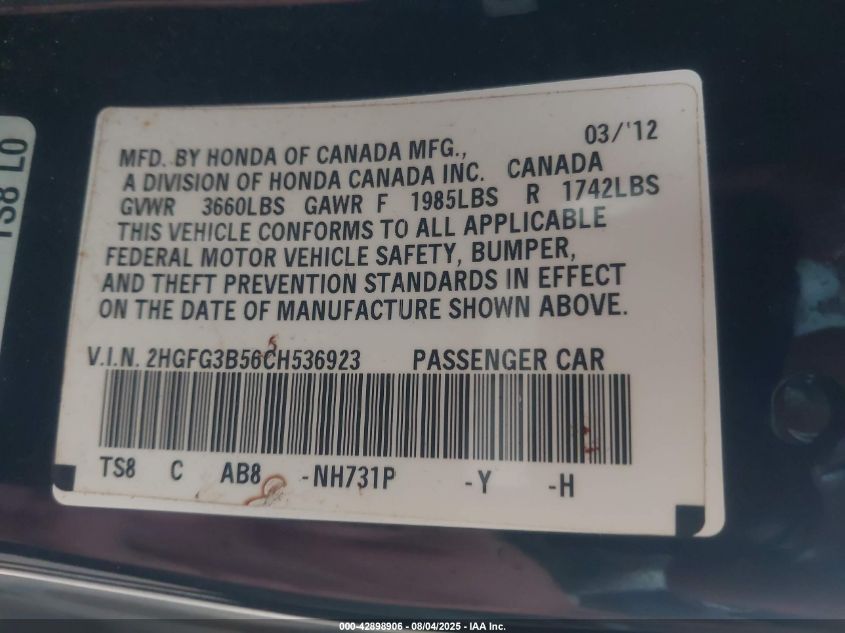 TS8 L0
03/'12
MFD. BY HONDA OF CANADA MFG.,
A DIVISION OF HONDA CANADA INC. CANADA
GVWR 3660LBS GAWR F 1985LBS R 1742LBS
THIS VEHICLE CONFORMS TO ALL APPLICABLE
FEDERAL MOTOR VEHICLE SAFETY, BUMPER,
AND THEFT PREVENTION STANDARDS IN EFFECT
ON THE DATE OF MANUFACTURE SHOWN ABOVE.
V.I.N. 2HGFG3B56CH536923 PASSENGER CAR
TS8 C AB8 -NH731P -Y -H
000-42898906 - 08/04/2025 - IAA Inc.